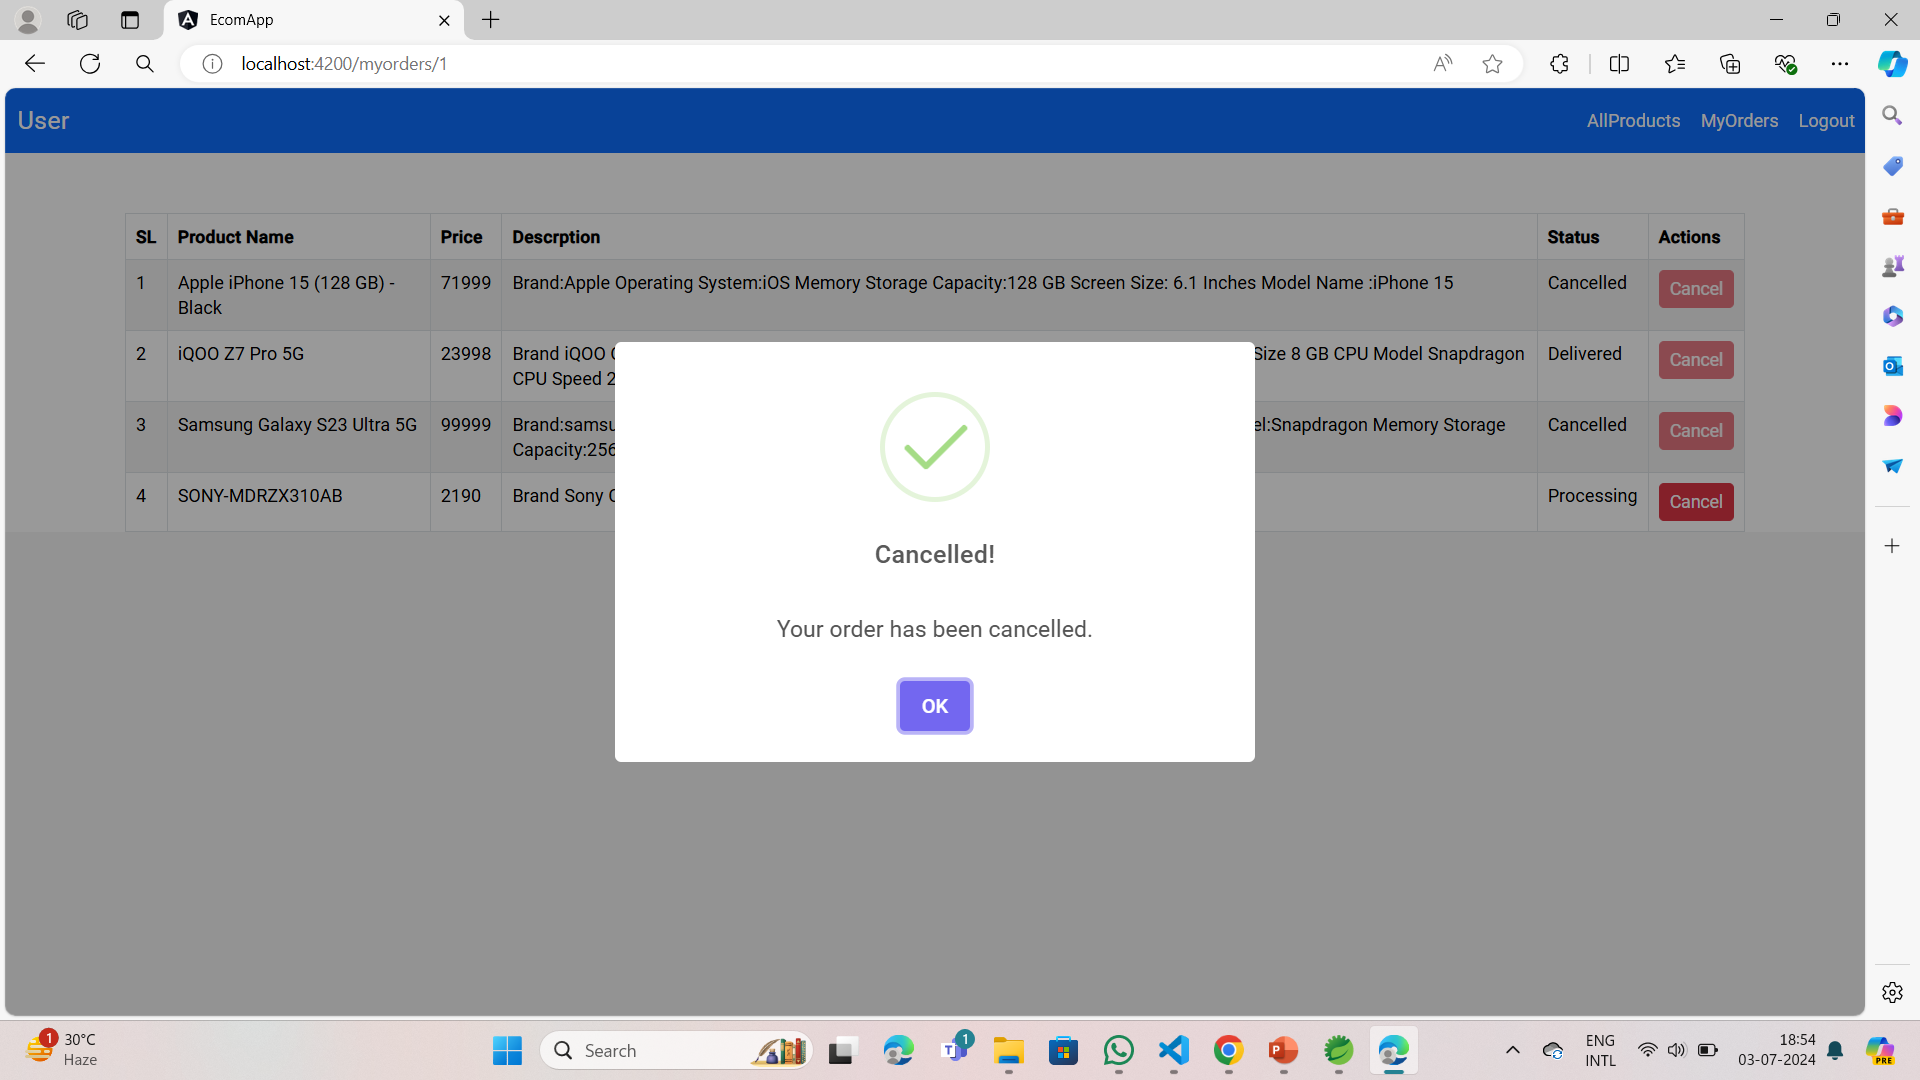 EcomApp
localhost:4200/myorders/1
User
AllProducts MyOrders Logout
SL Product Name Price Descrption Status Actions
1 Apple iPhone 15 (128 GB) - 71999 Brand:Apple Operating System:iOS Memory Storage Capacity:128 GB Screen Size: 6.1 Inches Model Name :iPhone 15 Cancelled Cancel
Black
2 iQOO Z7 Pro 5G 23998 Brand iQOO Size 8 GB CPU Model Snapdragon Delivered Cancel
CPU Speed 2
3 Samsung Galaxy S23 Ultra 5G 99999 Brand:samsu el:Snapdragon Memory Storage Cancelled Cancel
Capacity:256
4 SONY-MDRZX310AB 2190 Brand Sony Processing Cancel
Cancelled!
Your order has been cancelled.
OK
1
30°C
Haze
Search
1
ENG
INTL
18:54
03-07-2024
PRE